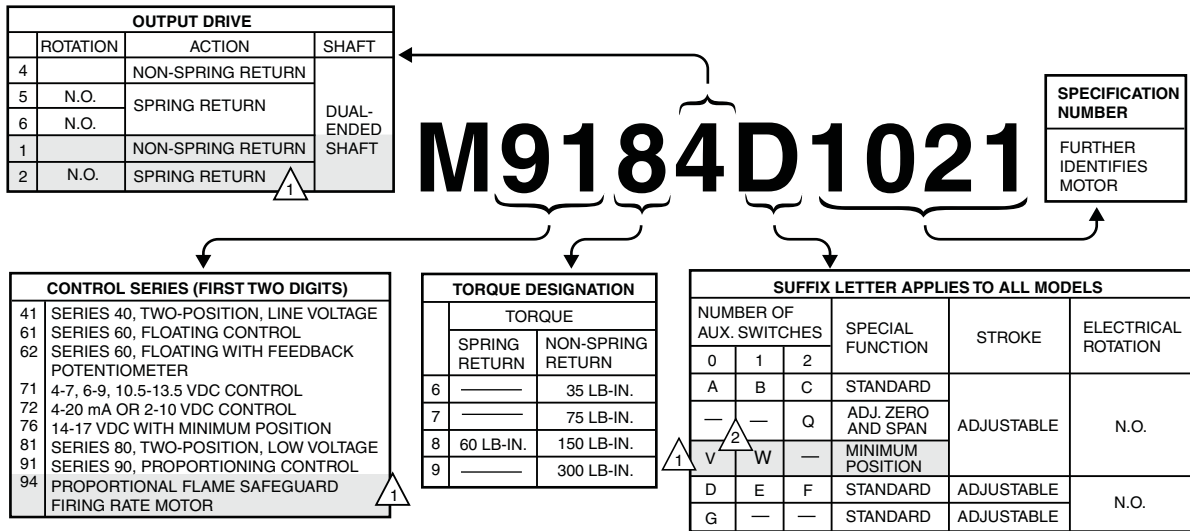 OUTPUT DRIVE
ROTATION ACTION SHAFT
4 NON-SPRING RETURN
5 N.O. SPRING RETURN
6 N.O.
DUAL-ENDED SHAFT
1 NON-SPRING RETURN
2 N.O. SPRING RETURN 1
M9184D1021
SPECIFICATION
NUMBER
FURTHER
IDENTIFIES
MOTOR
CONTROL SERIES (FIRST TWO DIGITS)
41 SERIES 40, TWO-POSITION, LINE VOLTAGE
61 SERIES 60, FLOATING CONTROL
62 SERIES 60, FLOATING WITH FEEDBACK
POTENTIOMETER
71 4-7, 6-9, 10.5-13.5 VDC CONTROL
72 4-20 mA OR 2-10 VDC CONTROL
76 14-17 VDC WITH MINIMUM POSITION
81 SERIES 80, TWO-POSITION, LOW VOLTAGE
91 SERIES 90, PROPORTIONING CONTROL
94 PROPORTIONAL FLAME SAFEGUARD
FIRING RATE MOTOR 1
TORQUE DESIGNATION
TORQUE
SPRING RETURN NON-SPRING RETURN
6 —— 35 LB-IN.
7 —— 75 LB-IN.
8 60 LB-IN. 150 LB-IN.
9 —— 300 LB-IN.
SUFFIX LETTER APPLIES TO ALL MODELS
NUMBER OF AUX. SWITCHES SPECIAL FUNCTION STROKE ELECTRICAL ROTATION
0 1 2
A B C STANDARD
— — Q ADJ. ZERO AND SPAN ADJUSTABLE N.O.
1 V 2 W — MINIMUM POSITION
D E F STANDARD ADJUSTABLE N.O.
G — — STANDARD ADJUSTABLE